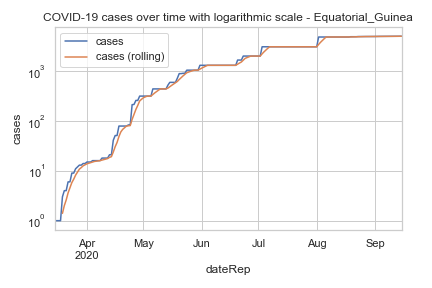 COVID-19 cases over time with logarithmic scale - Equatorial_Guinea
cases
cases (rolling)
10³
10²
10¹
10⁰
cases
Apr
2020
May
Jun
Jul
Aug
Sep
dateRep